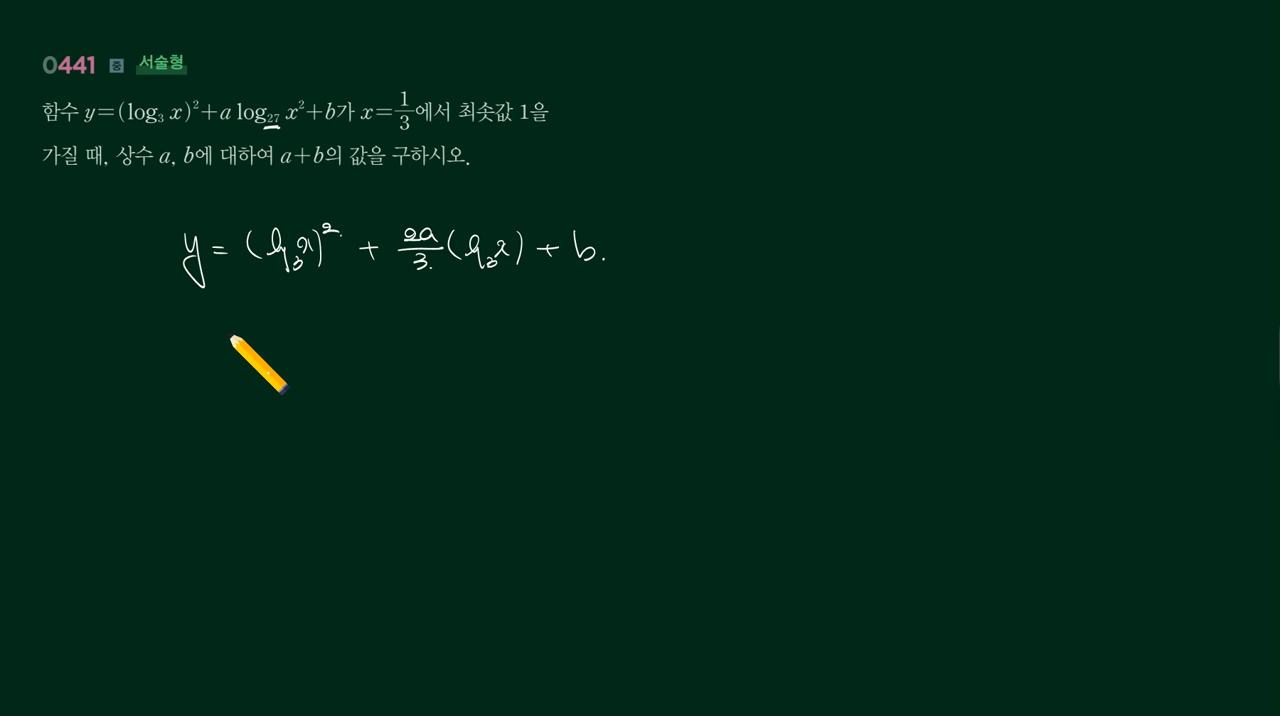 0441 중 서술형
함수 y=(log₃ x)²+a log₂₇ x²+b가 x=1/3에서 최솟값 1을
가질 때, 상수 a, b에 대하여 a+b의 값을 구하시오.
y = (log₃x)² + 2a/3 (log₃x) + b.